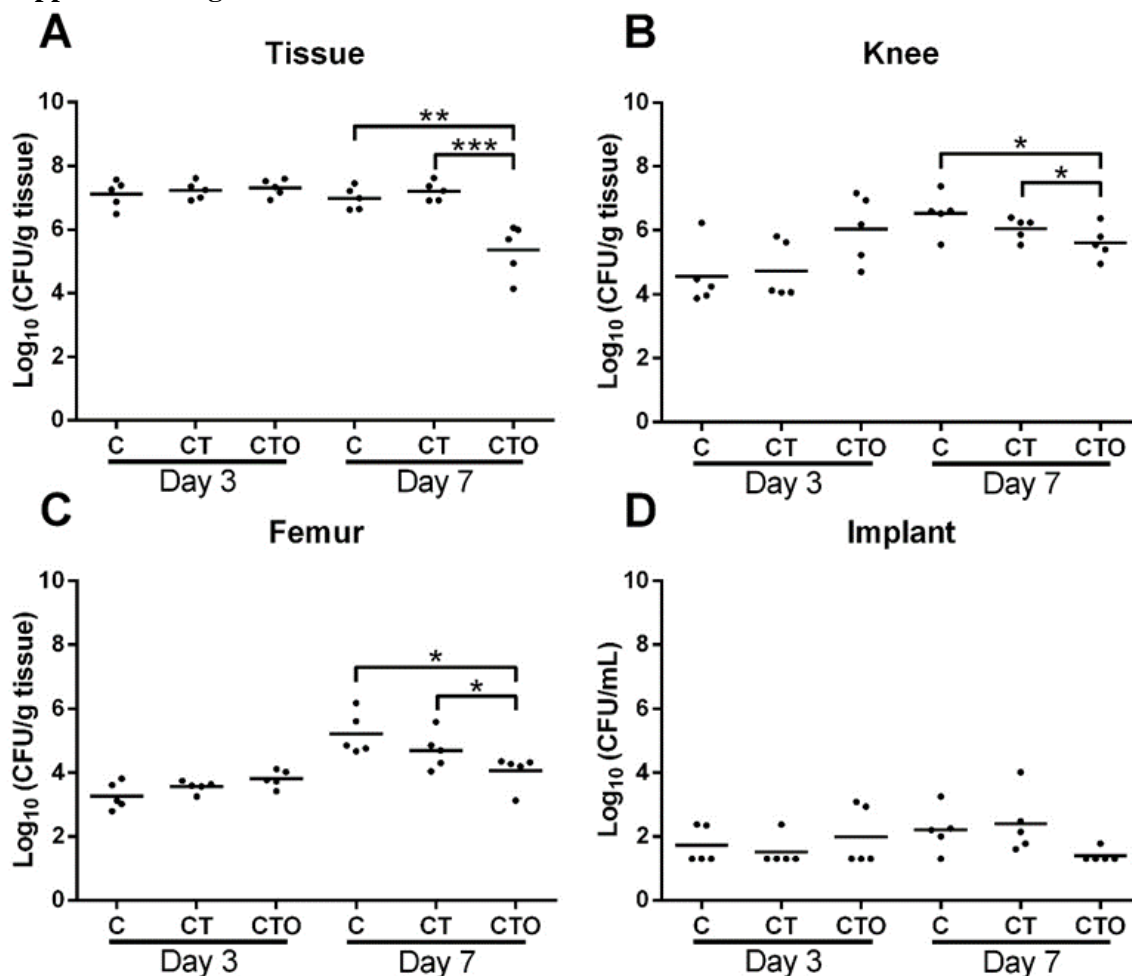 A
Tissue
Log10 (CFU/g tissue)
10
8
6
4
2
0
**
***
C CT CTO C CT CTO
Day 3 Day 7
B
Knee
Log10 (CFU/g tissue)
10
8
6
4
2
0
*
*
C CT CTO C CT CTO
Day 3 Day 7
C
Femur
Log10 (CFU/g tissue)
10
8
6
4
2
0
*
*
C CT CTO C CT CTO
Day 3 Day 7
D
Implant
Log10 (CFU/mL)
10
8
6
4
2
0
C CT CTO C CT CTO
Day 3 Day 7